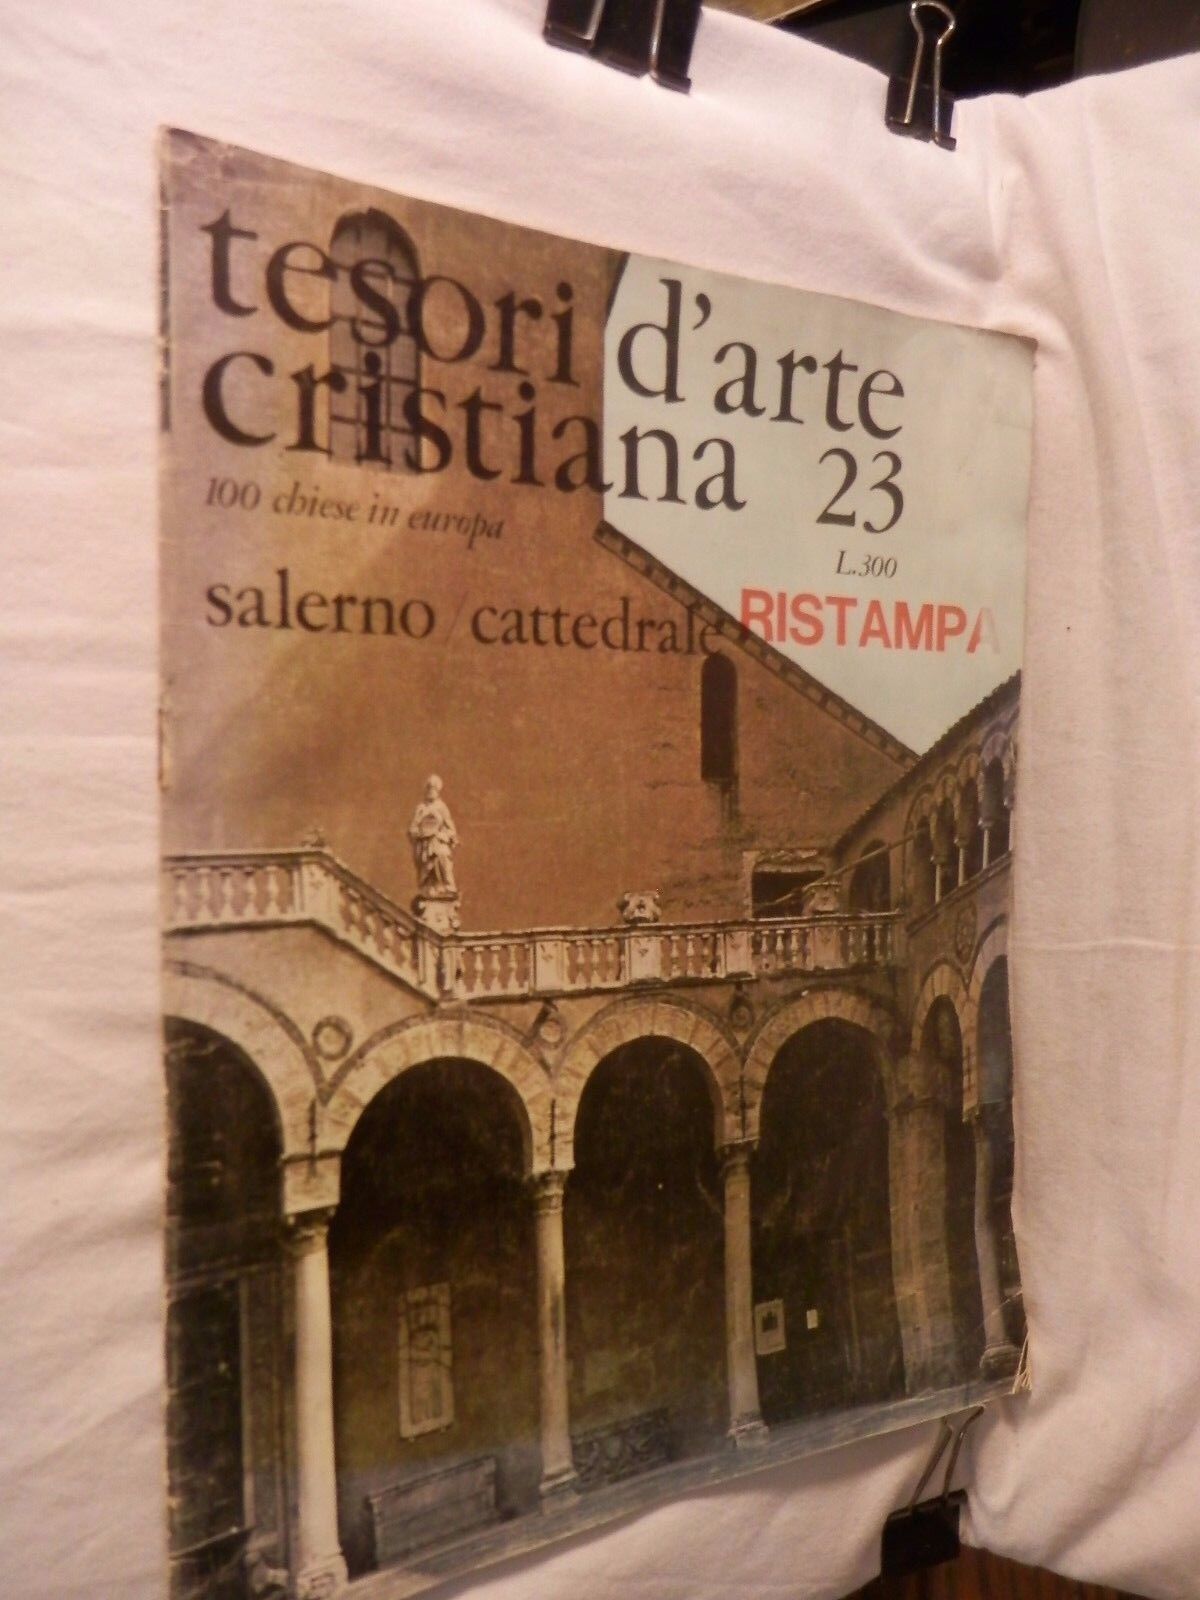 tesori d'arte
cristiana 23
100 chiese in europa
L.300
salerno / cattedrale RISTAMPA